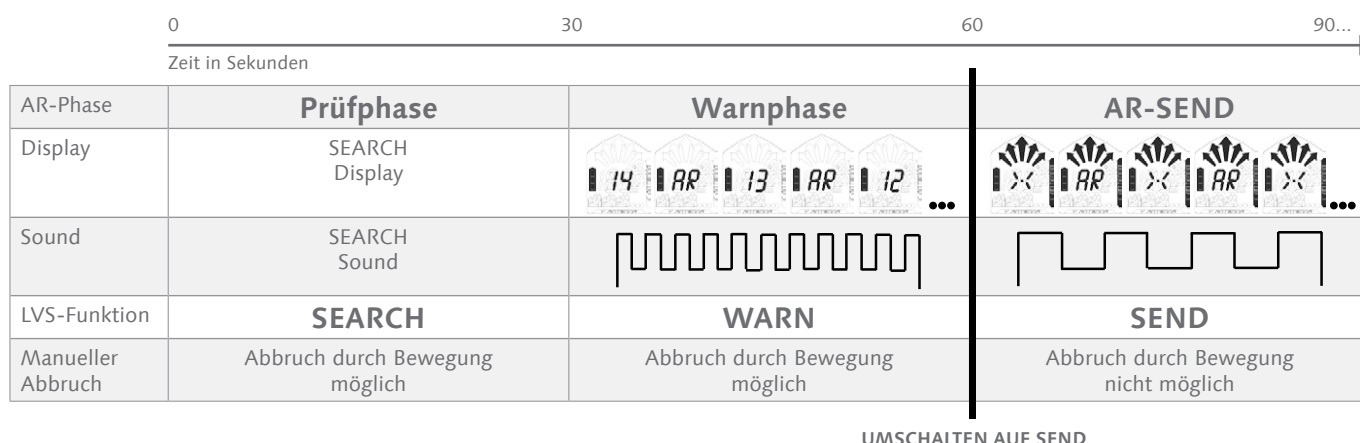 0 30 60 90...
Zeit in Sekunden
AR-Phase Prüfphase Warnphase AR-SEND
Display SEARCH
Display
14 AR 13 AR 12 ... AR AR ...
Sound SEARCH
Sound
LVS-Funktion SEARCH WARN SEND
Manueller Abbruch durch Bewegung Abbruch durch Bewegung Abbruch durch Bewegung
Abbruch möglich möglich nicht möglich
UMSCHALTEN AUF SEND